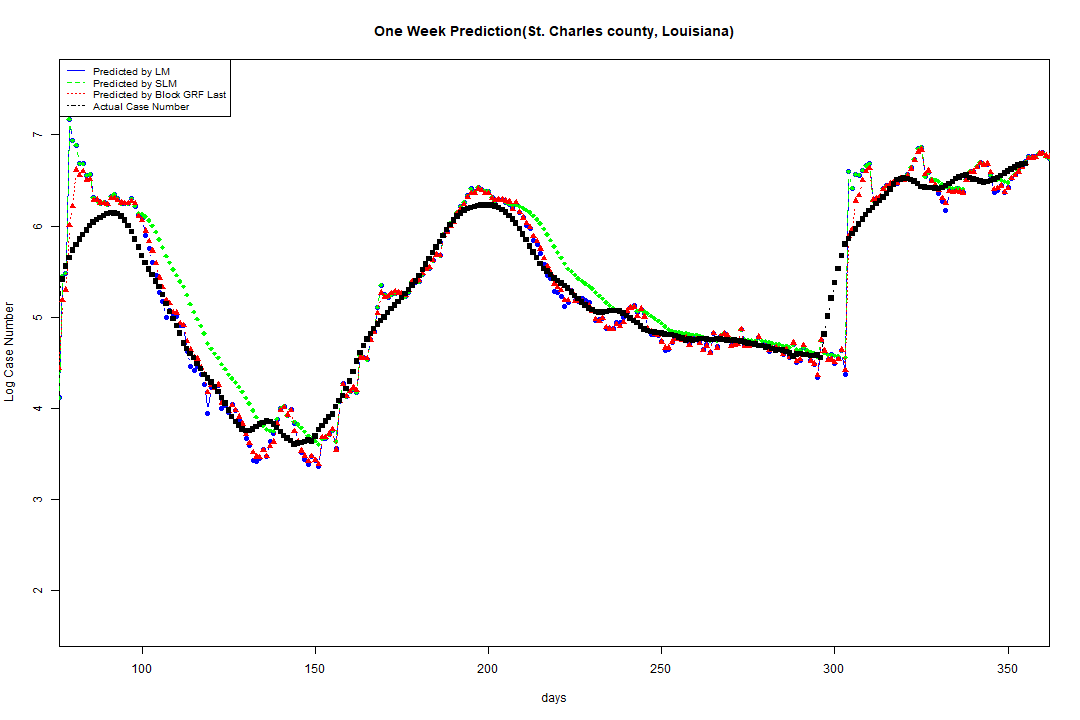 One Week Prediction(St. Charles county, Louisiana)
Predicted by LM
Predicted by SLM
Predicted by Block GRF Last
Actual Case Number
Log Case Number
7
6
5
4
3
2
100 150 200 250 300 350
days